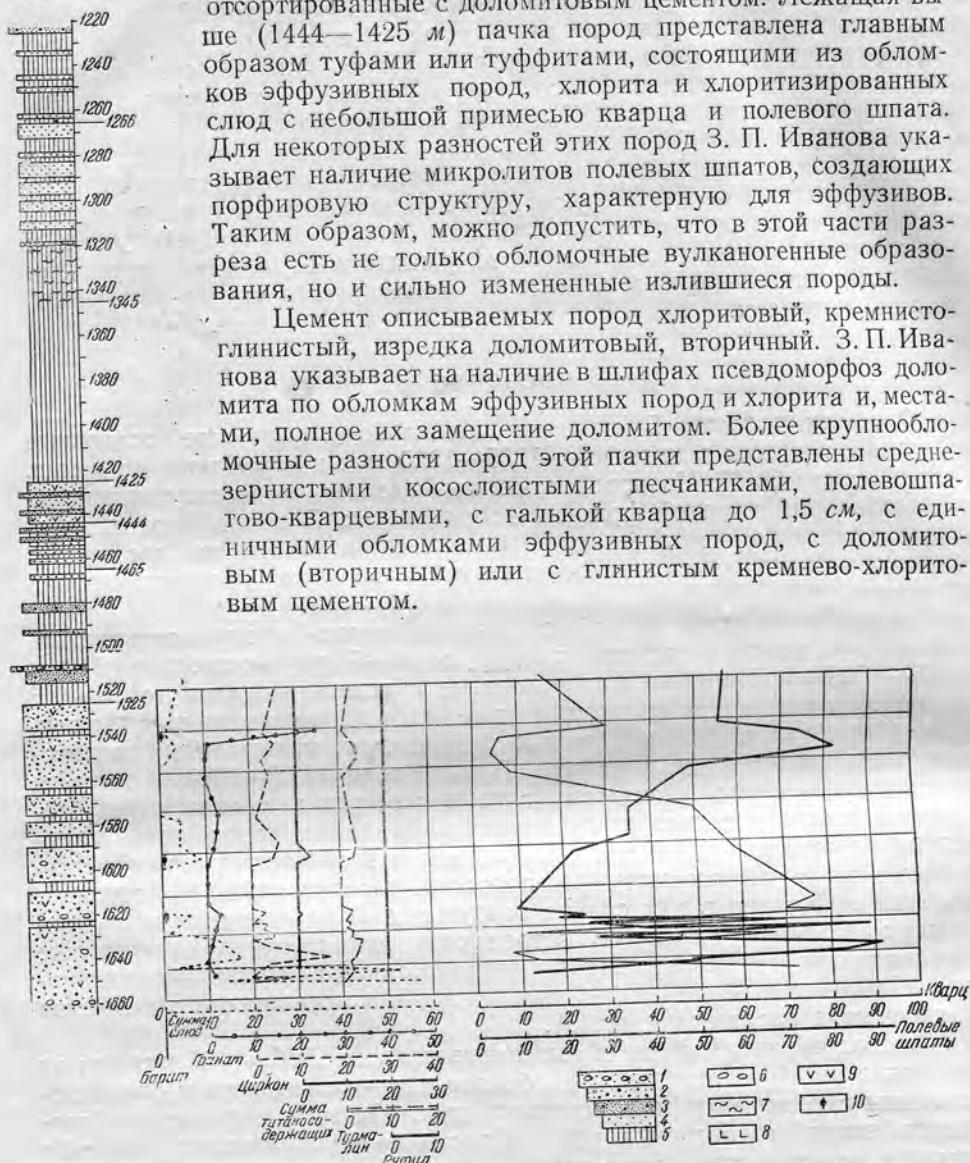 отсортированные с доломитовым цементом. Лежащая вы-
ше (1444—1425 м) пачка пород представлена главным
образом туфами или туффитами, состоящими из облом-
ков эффузивных пород, хлорита и хлоритизированных
слюд с небольшой примесью кварца и полевого шпата.
Для некоторых разностей этих пород З. П. Иванова ука-
зывает наличие микролитов полевых шпатов, создающих
порфировую структуру, характерную для эффузивов.
Таким образом, можно допустить, что в этой части раз-
реза есть не только обломочные вулканогенные образо-
вания, но и сильно измененные излившиеся породы.
Цемент описываемых пород хлоритовый, кремнисто-
глинистый, изредка доломитовый, вторичный. З. П. Ива-
нова указывает на наличие в шлифах псевдоморфоз доло-
мита по обломкам эффузивных пород и хлорита и, места-
ми, полное их замещение доломитом. Более крупнообло-
мочные разности пород этой пачки представлены средне-
зернистыми косослоистыми песчаниками, полевошпа-
тово-кварцевыми, с галькой кварца до 1,5 см, с еди-
ничными обломками эффузивных пород, с доломито-
вым (вторичным) или с глинистым кремнево-хлорито-
вым цементом.
1220
1240
1260
1266
1280
1300
1320
1340
1345
1360
1380
1400
1420
1425
1440
1444
1460
1465
1480
1500
1520
1525
1540
1560
1580
1600
1620
1640
1660
0 10 20 30 40 50 60
Сумма слюд
0 10 20 30 40 50
Барит 0
Гранат 0 10 20 30 40
Циркон 0 10 20 30
Сумма титаносо-держащих 0 10 20
Турма-лин 0 10
Рутил
0 10 20 30 40 50 60 70 80 90 100 Кварц
0 10 20 30 40 50 60 70 80 90 Полевые шпаты
1
2
3
4
5
6
7
8
9
10